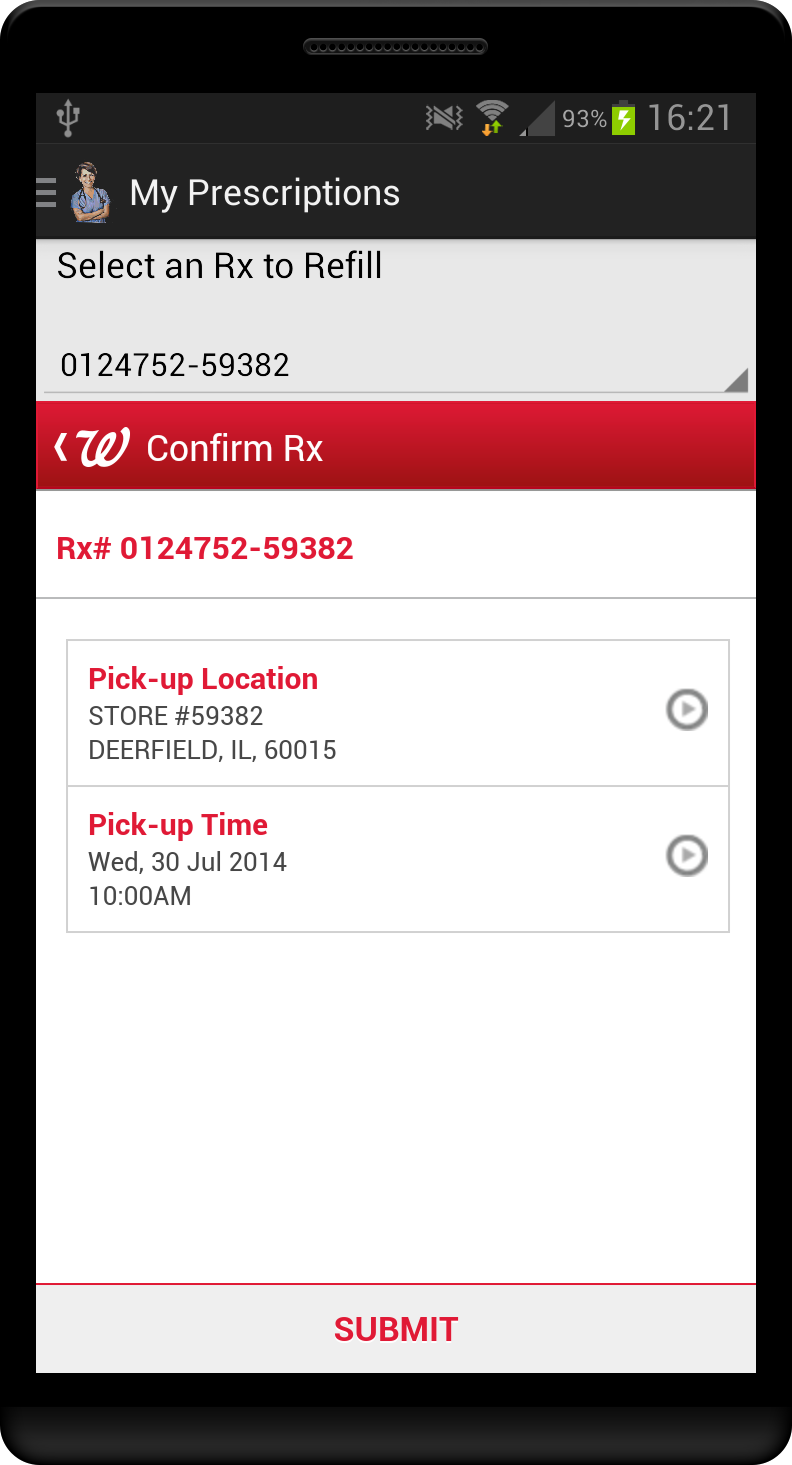 93% 16:21
My Prescriptions
Select an Rx to Refill
0124752-59382
W Confirm Rx
Rx# 0124752-59382
Pick-up Location
STORE #59382
DEERFIELD, IL, 60015
Pick-up Time
Wed, 30 Jul 2014
10:00AM
SUBMIT